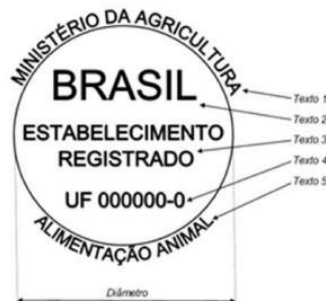 MINISTÉRIO DA AGRICULTURA
BRASIL
ESTABELECIMENTO
REGISTRADO
UF 000000-0
ALIMENTAÇÃO ANIMAL
Texto 1
Texto 2
Texto 3
Texto 4
Texto 5
Diâmetro